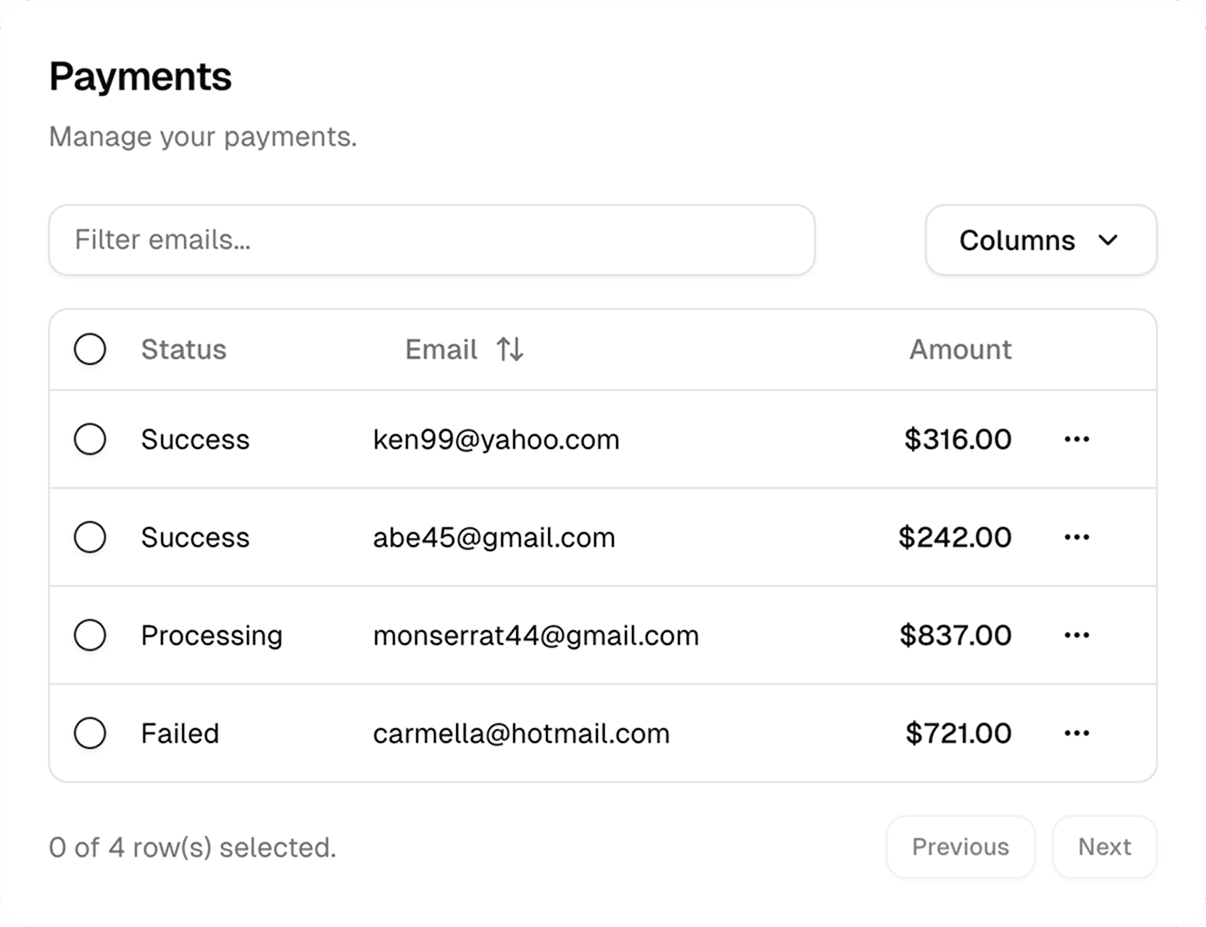 Payments
Manage your payments.
Filter emails...
Columns
Status Email Amount
Success ken99@yahoo.com $316.00
Success abe45@gmail.com $242.00
Processing monserrat44@gmail.com $837.00
Failed carmella@hotmail.com $721.00
0 of 4 row(s) selected.
Previous Next